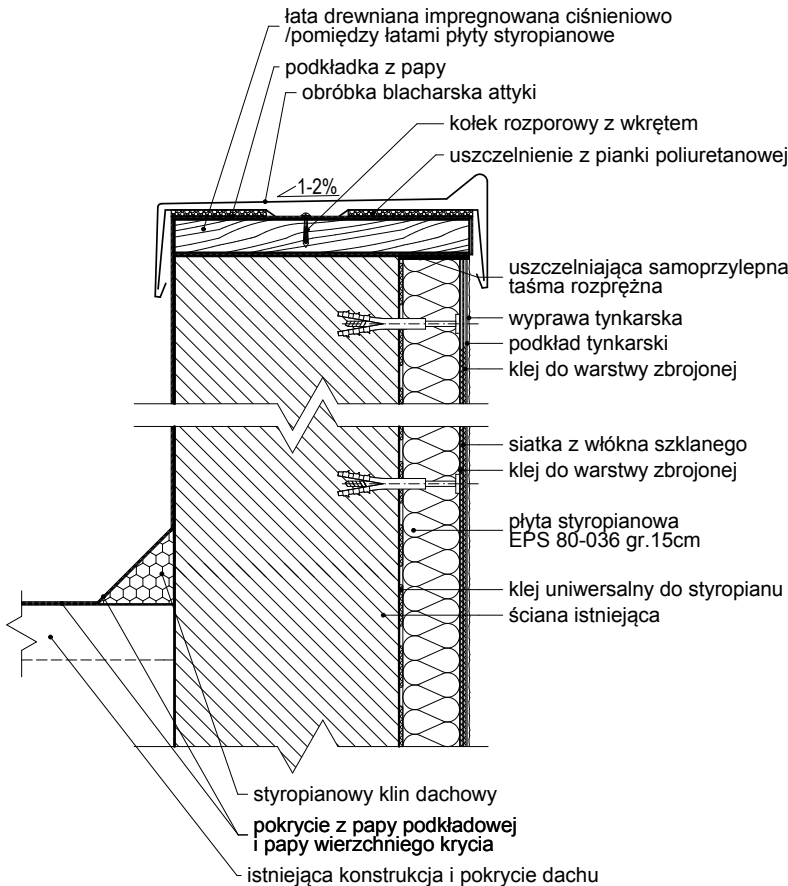 łata drewniana impregnowana ciśnieniowo
/pomiędzy łatami płyty styropianowe
podkładka z papy
obróbka blacharska attyki
kołek rozporowy z wkrętem
uszczelnienie z pianki poliuretanowej
1-2%
uszczelniająca samoprzylepna
taśma rozprężna
wyprawa tynkarska
podkład tynkarski
klej do warstwy zbrojonej
siatka z włókna szklanego
klej do warstwy zbrojonej
płyta styropianowa
EPS 80-036 gr.15cm
klej uniwersalny do styropianu
ściana istniejąca
styropianowy klin dachowy
pokrycie z papy podkładowej
i papy wierzchniego krycia
istniejąca konstrukcja i pokrycie dachu